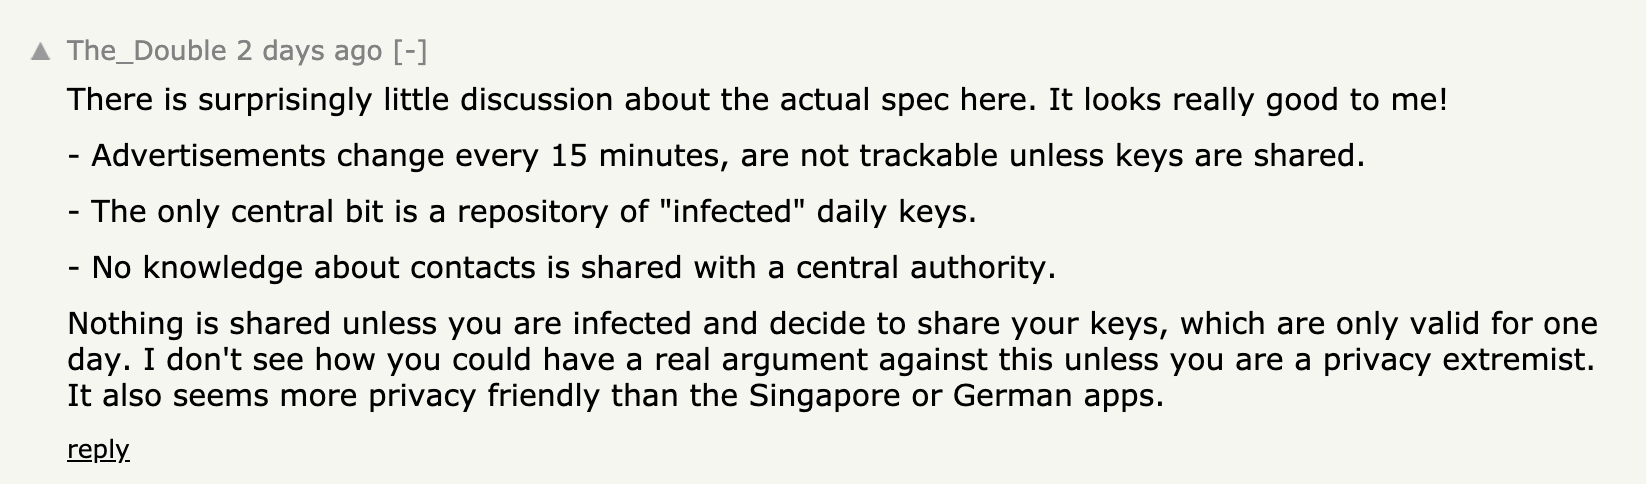 ▲ The_Double 2 days ago [-]
There is surprisingly little discussion about the actual spec here. It looks really good to me!
- Advertisements change every 15 minutes, are not trackable unless keys are shared.
- The only central bit is a repository of "infected" daily keys.
- No knowledge about contacts is shared with a central authority.
Nothing is shared unless you are infected and decide to share your keys, which are only valid for one
day. I don't see how you could have a real argument against this unless you are a privacy extremist.
It also seems more privacy friendly than the Singapore or German apps.
reply